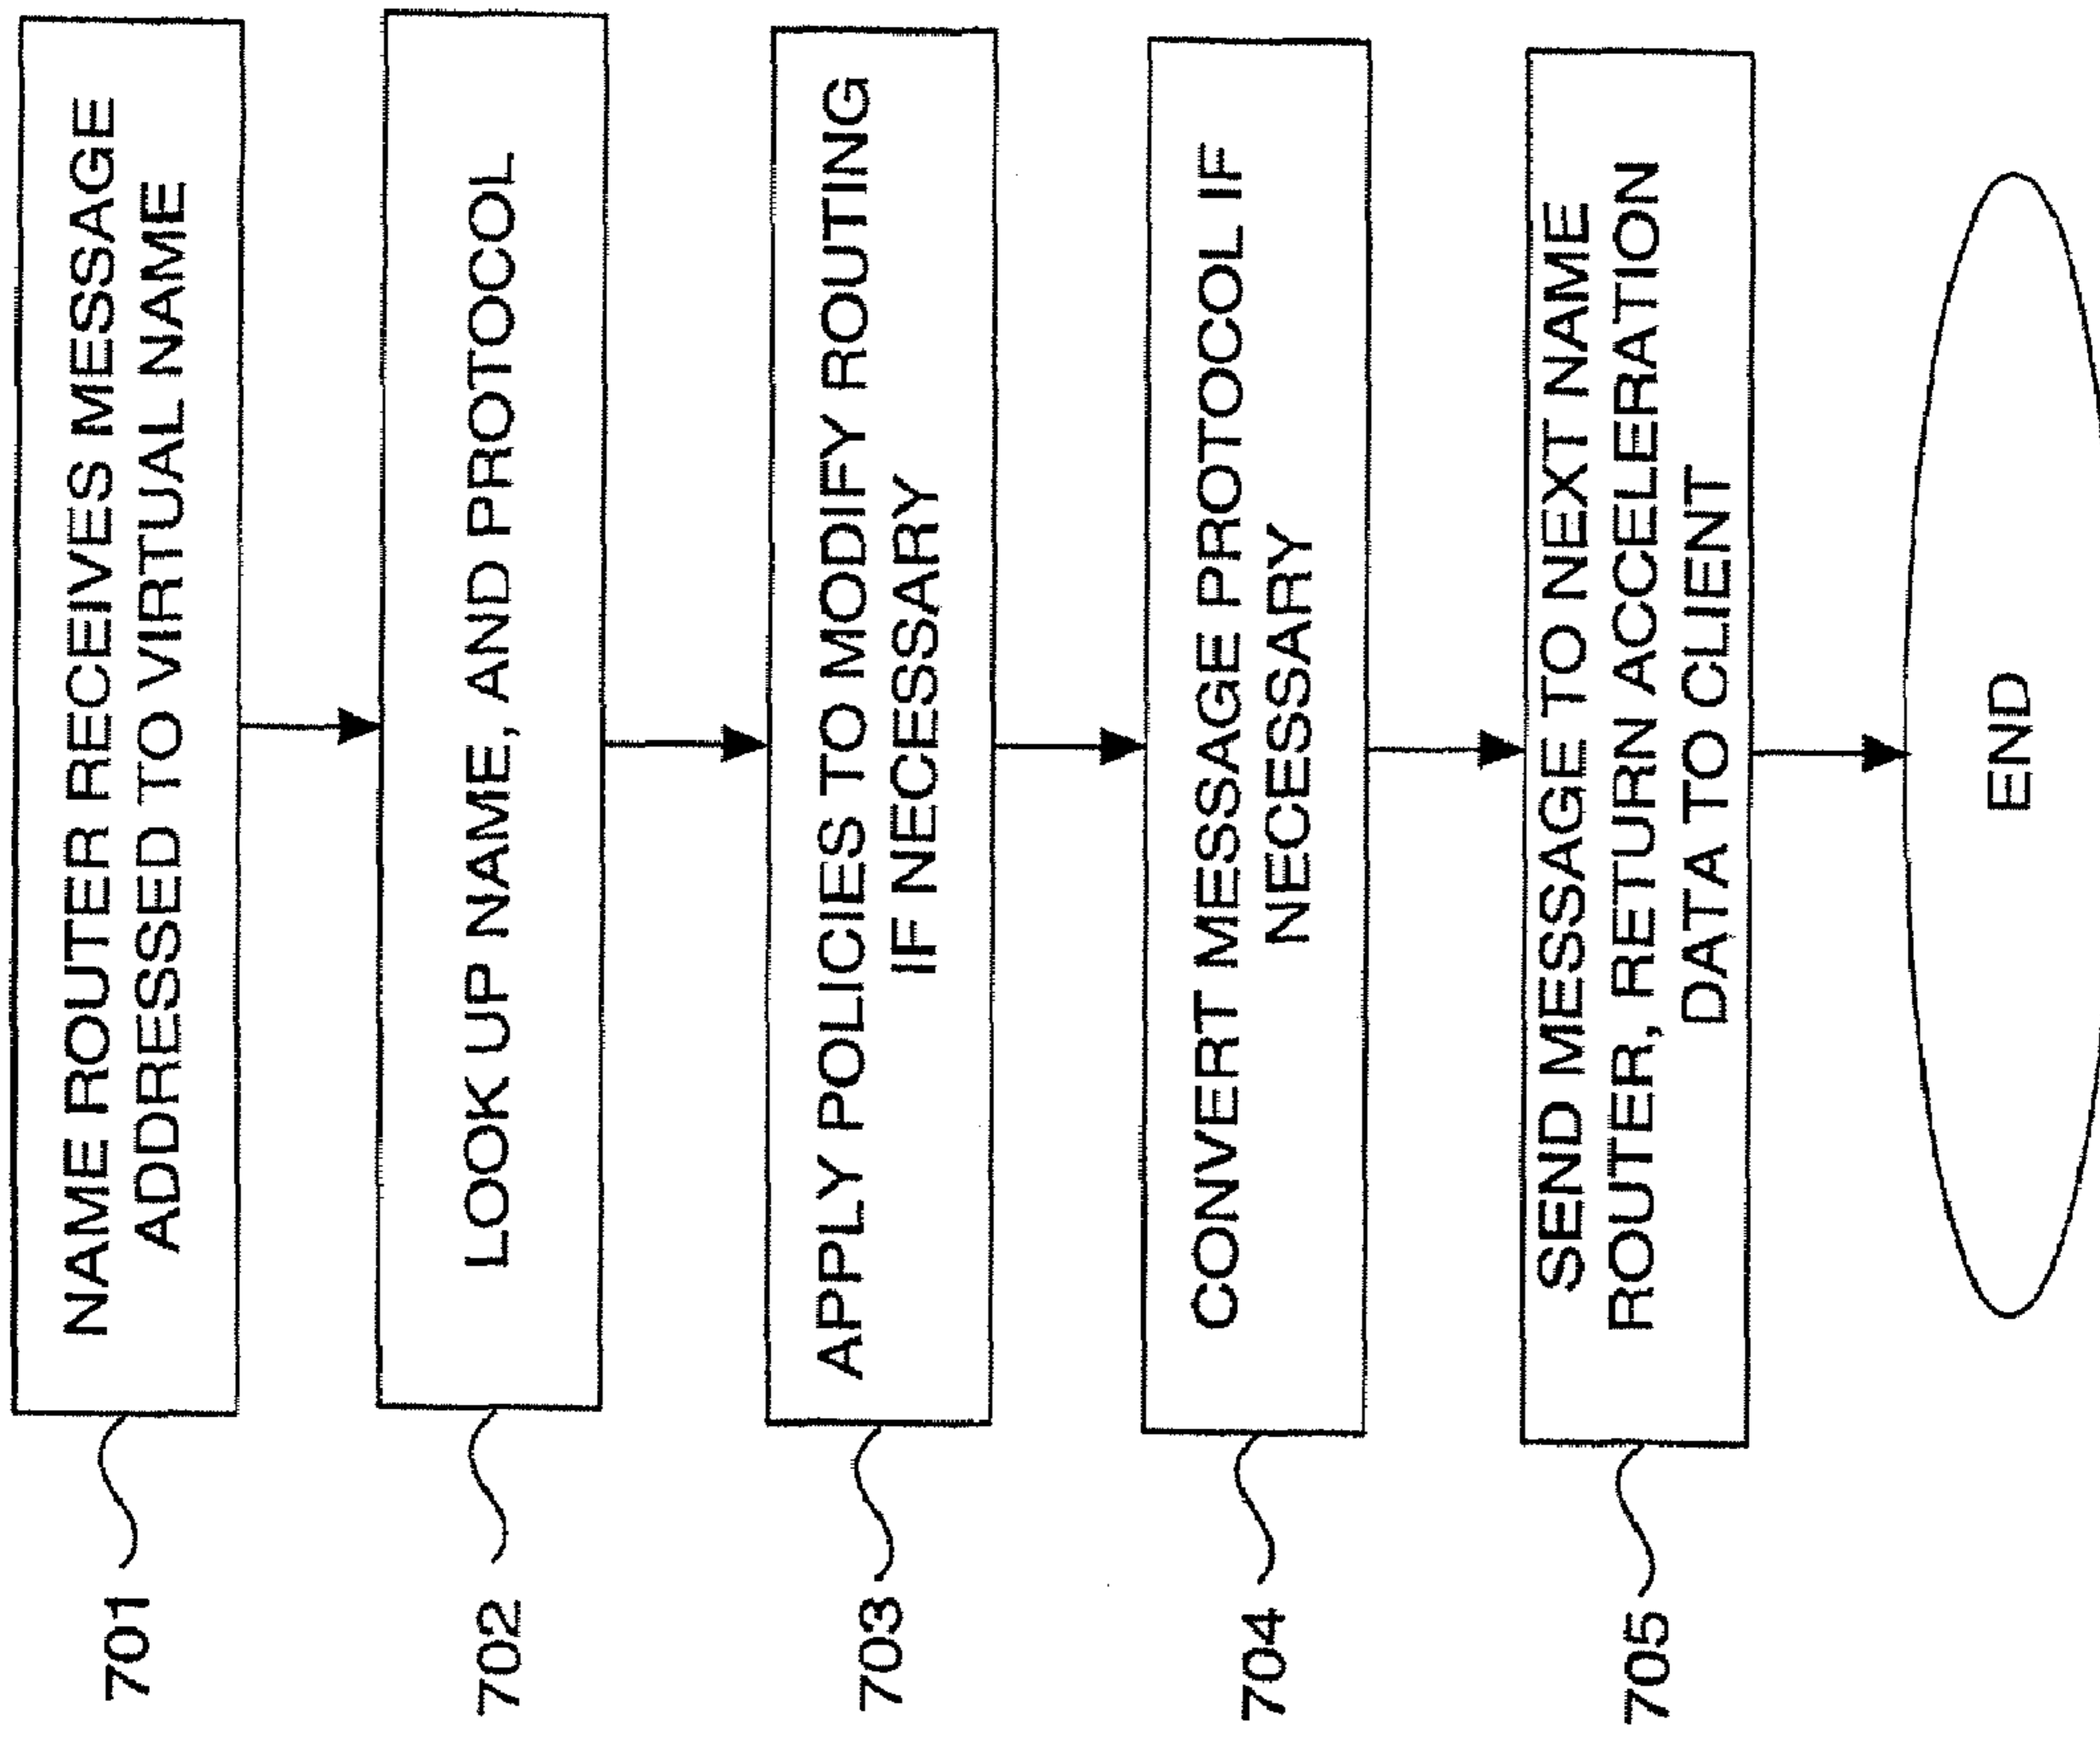 701
NAME ROUTER RECEIVES MESSAGE
ADDRESSED TO VIRTUAL NAME
702
LOOK UP NAME, AND PROTOCOL
703
APPLY POLICIES TO MODIFY ROUTING
IF NECESSARY
704
CONVERT MESSAGE PROTOCOL IF
NECESSARY
705
SEND MESSAGE TO NEXT NAME
ROUTER, RETURN ACCELERATION
DATA TO CLIENT
END